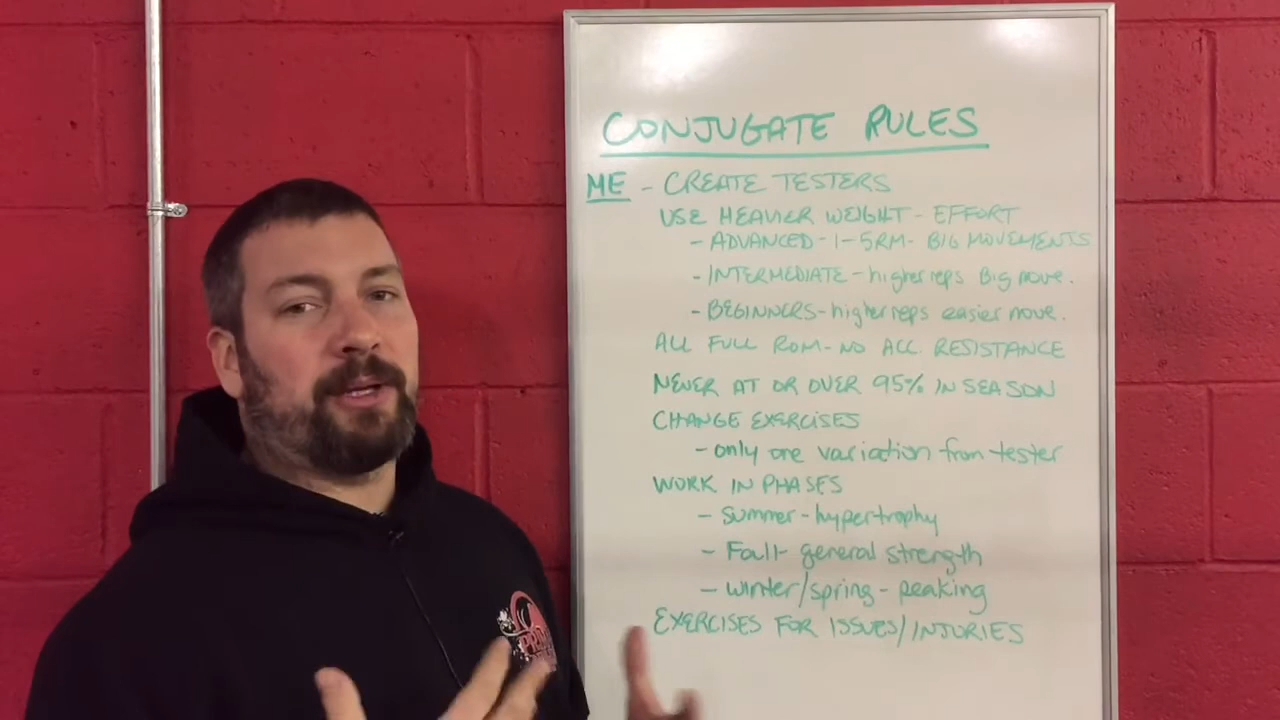 CONJUGATE RULES
ME - CREATE TESTERS
USE HEAVIER WEIGHT - EFFORT
- ADVANCED - 1-5RM - BIG MOVEMENTS
- INTERMEDIATE - higher reps Big move.
- BEGINNERS - higher reps easier move.
ALL FULL ROM - NO ACC. RESISTANCE
NEVER AT OR OVER 95% IN SEASON
CHANGE EXERCISES
- only one variation from tester
WORK IN PHASES
- Summer - hypertrophy
- Fall - general strength
- winter/spring - peaking
EXERCISES FOR ISSUES/INJURIES